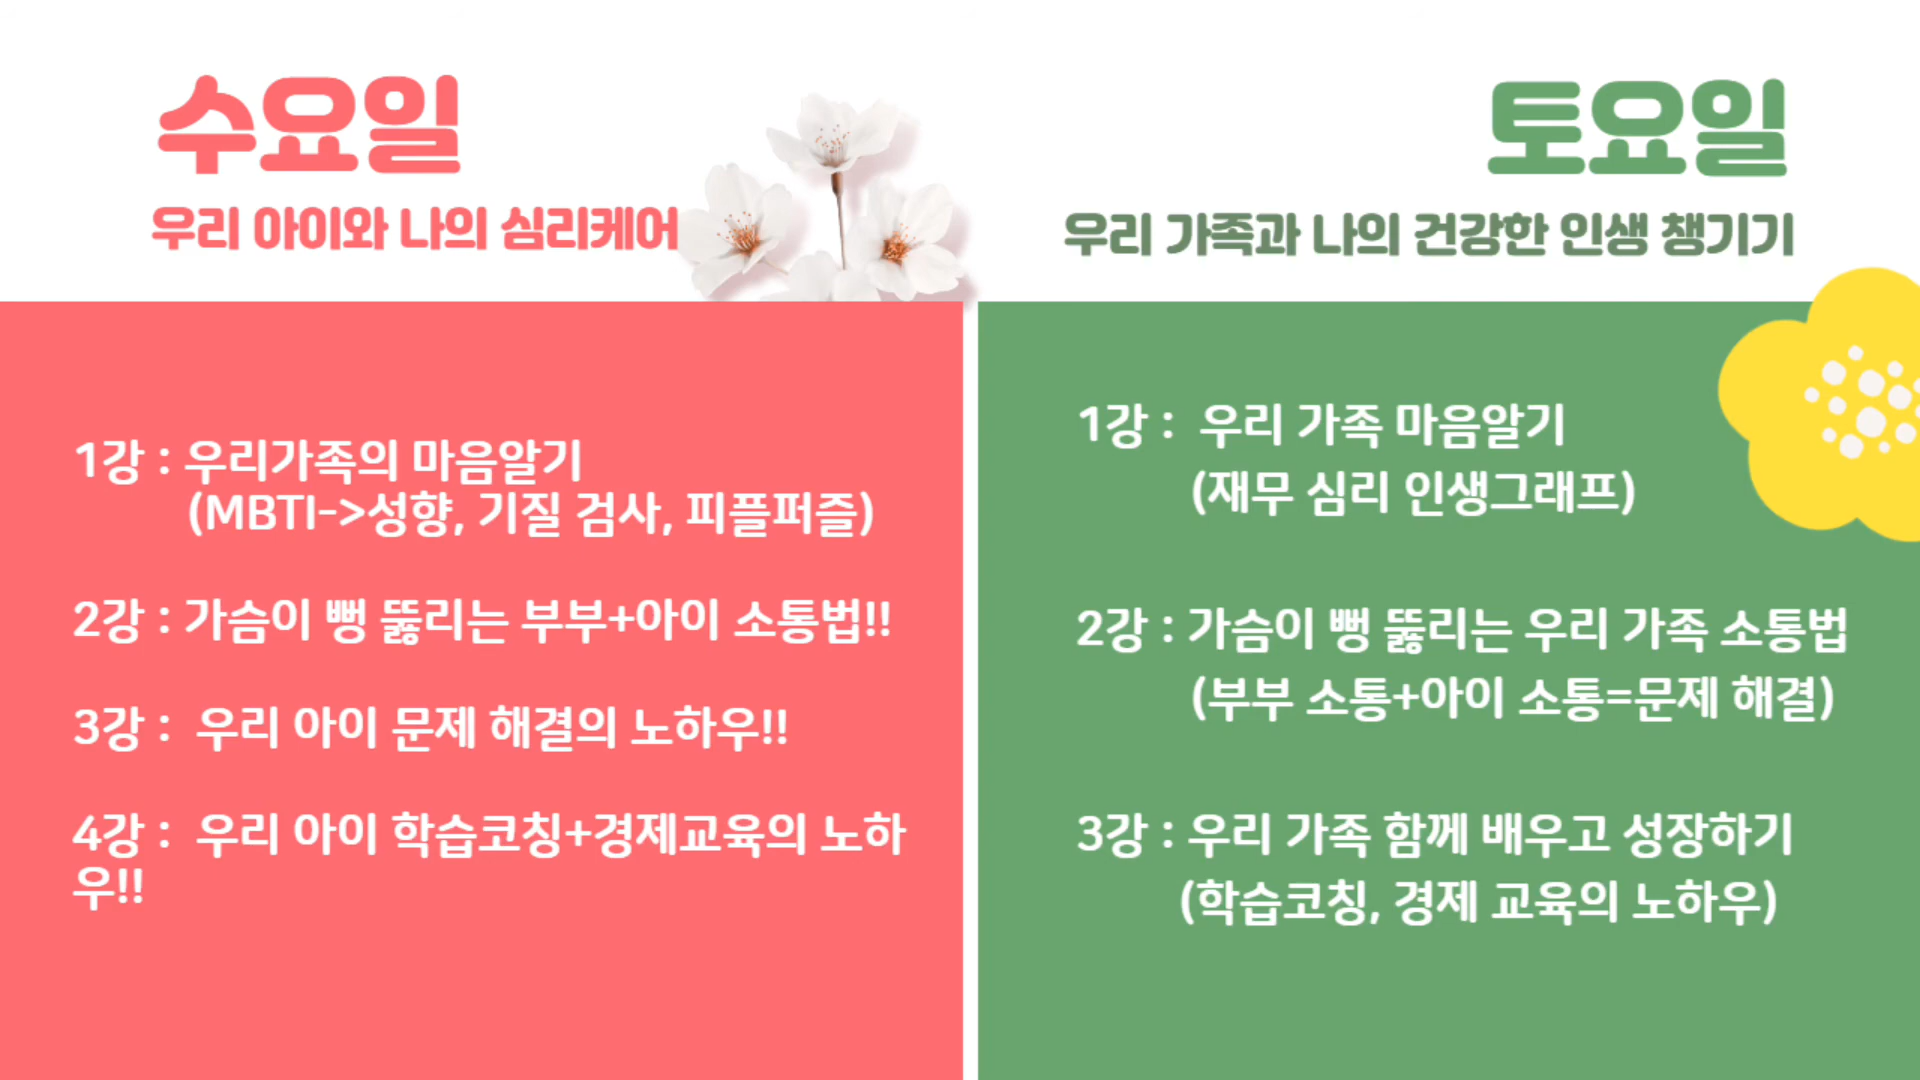 수요일
우리 아이와 나의 심리케어
1강 : 우리가족의 마음알기
(MBTI->성향, 기질 검사, 피플퍼즐)
2강 : 가슴이 뻥 뚫리는 부부+아이 소통법!!
3강 : 우리 아이 문제 해결의 노하우!!
4강 : 우리 아이 학습코칭+경제교육의 노하
우!!
토요일
우리 가족과 나의 건강한 인생 챙기기
1강 : 우리 가족 마음알기
(재무 심리 인생그래프)
2강 : 가슴이 뻥 뚫리는 우리 가족 소통법
(부부 소통+아이 소통=문제 해결)
3강 : 우리 가족 함께 배우고 성장하기
(학습코칭, 경제 교육의 노하우)